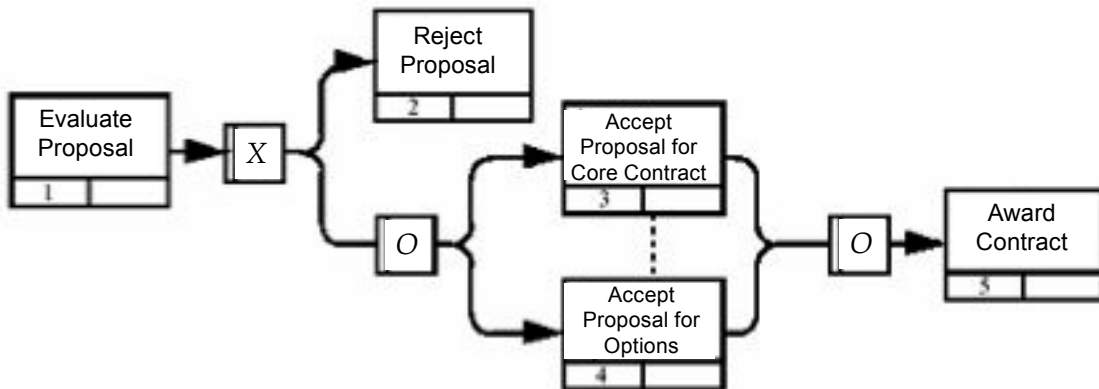 Evaluate
Proposal
1
X
Reject
Proposal
2
O
Accept
Proposal for
Core Contract
3
Accept
Proposal for
Options
4
O
Award
Contract
5